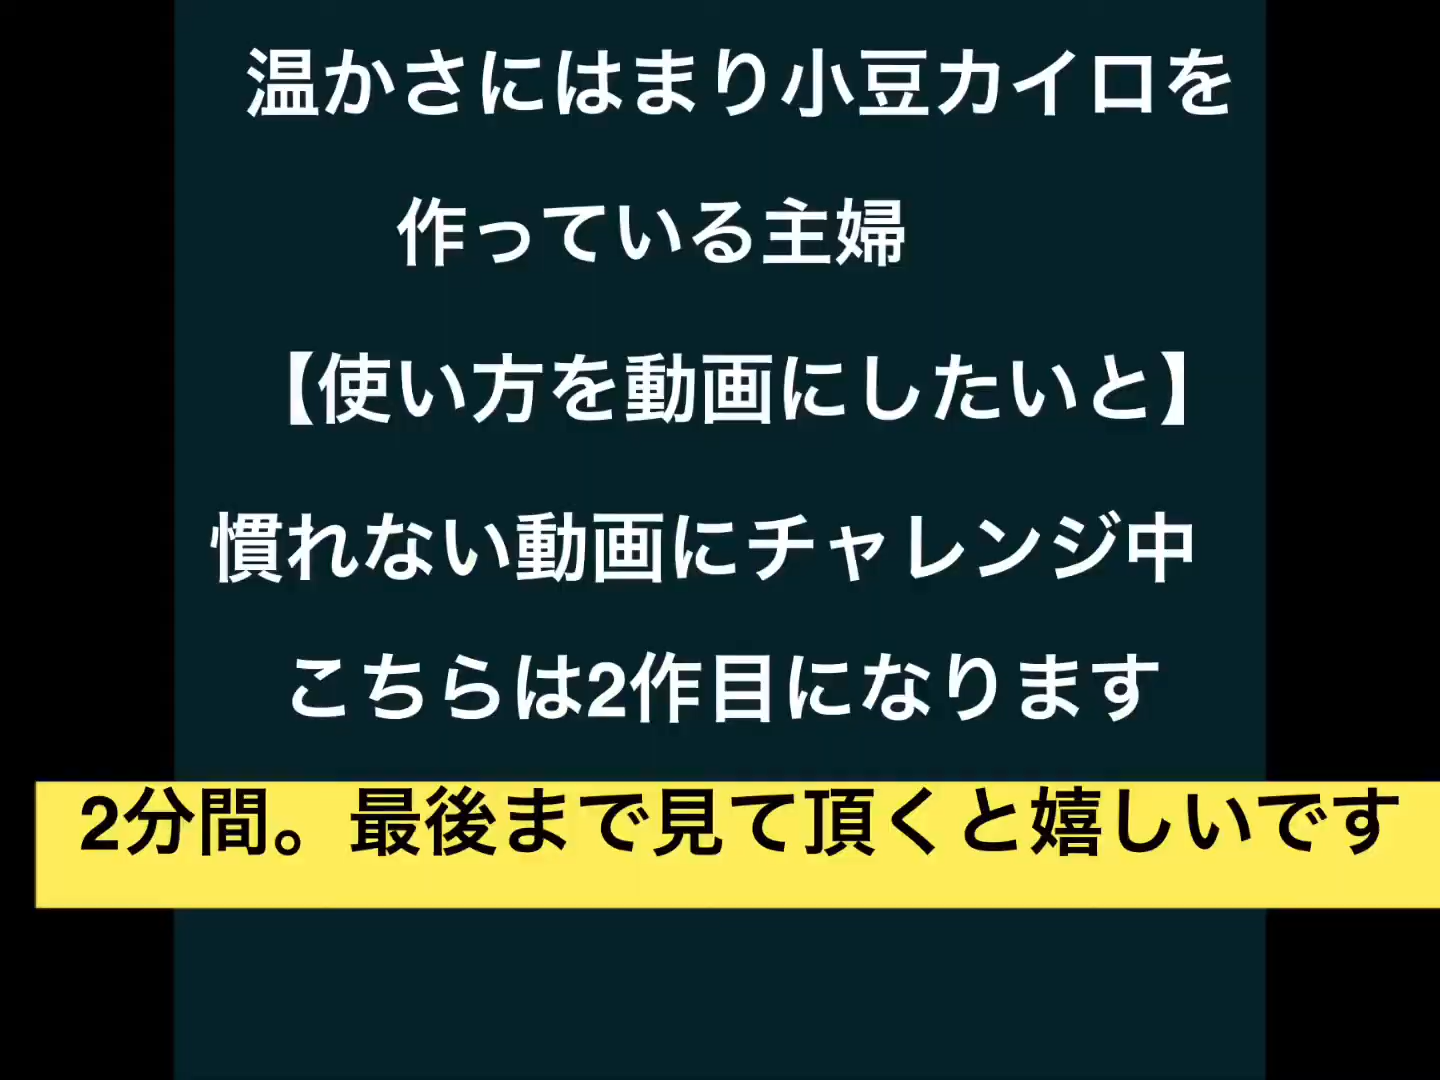 温かさにはまり小豆カイロを
作っている主婦
【使い方を動画にしたいと】
慣れない動画にチャレンジ中
こちらは2作目になります
2分間。最後まで見て頂くと嬉しいです